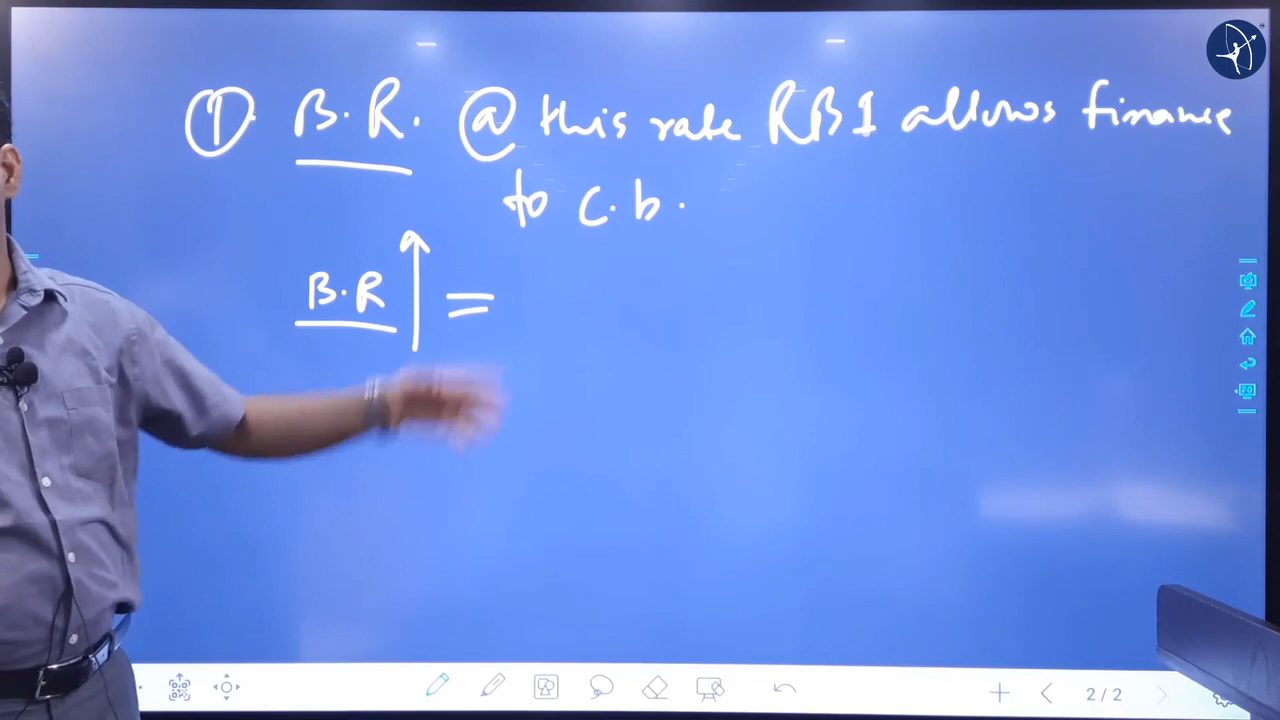 ① B.R. @ this rate RBI allows finance
to c.b.
B.R ↑ =
2 / 2